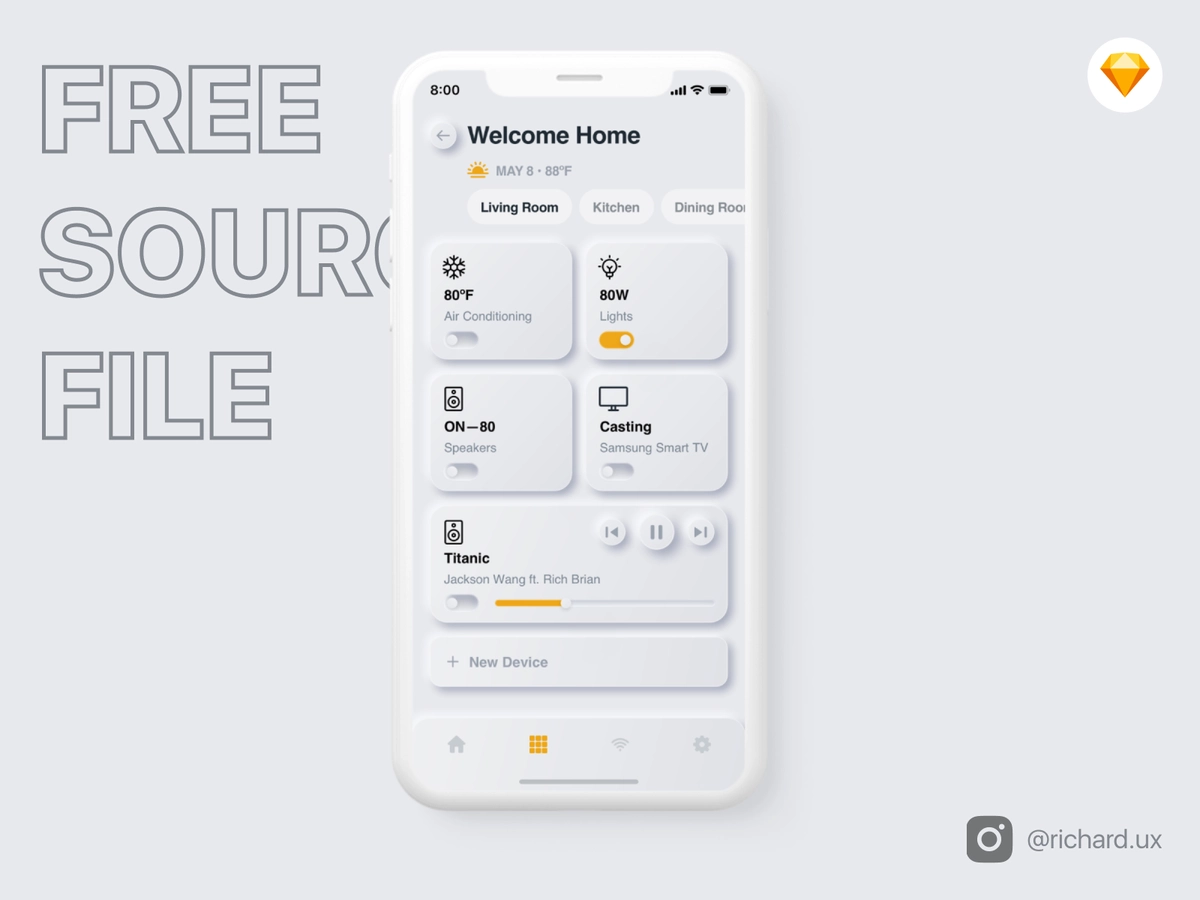 FREE
SOURC
FILE
8:00
Welcome Home
MAY 8 • 88ºF
Living Room
Kitchen
Dining Roo
80ºF
Air Conditioning
80W
Lights
ON—80
Speakers
Casting
Samsung Smart TV
Titanic
Jackson Wang ft. Rich Brian
+ New Device
@richard.ux